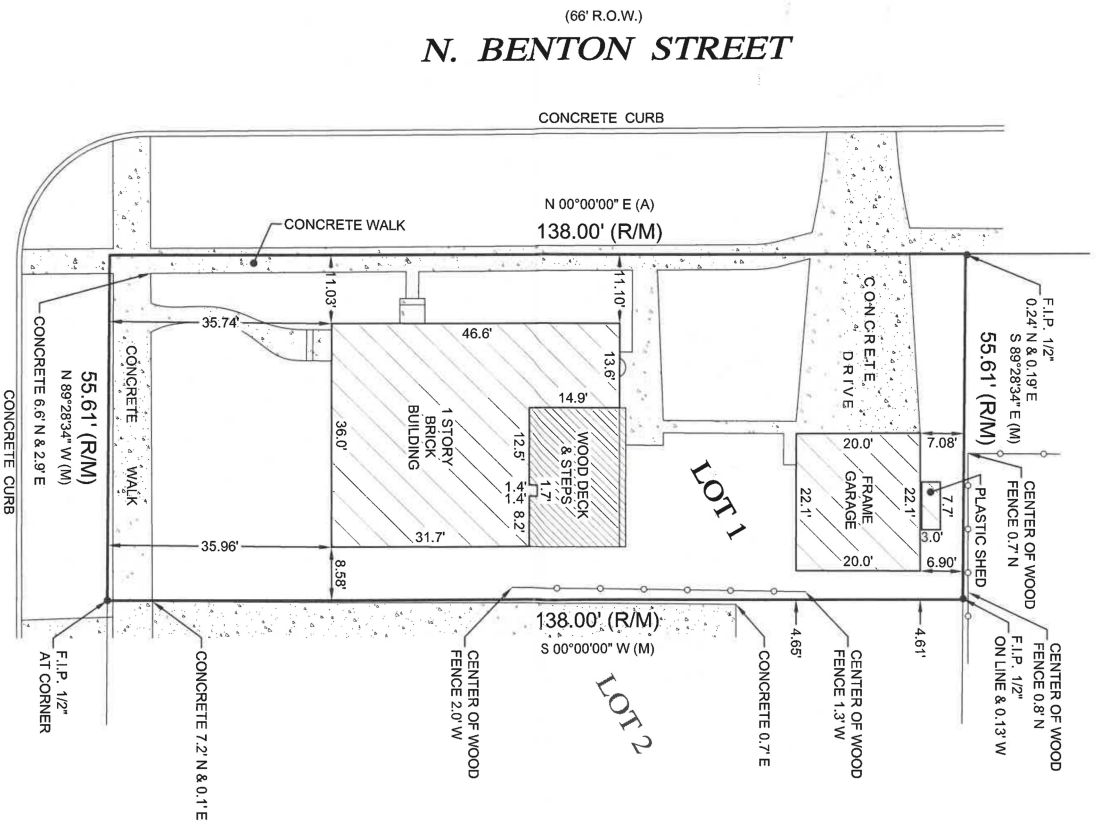 (66' R.O.W.)
N. BENTON STREET
CONCRETE CURB
N 00°00'00" E (A)
138.00' (R/M)
CONCRETE WALK
11.03'
11.10'
35.74'
46.6'
13.6'
14.9'
36.0'
1 STORY
BRICK
BUILDING
12.5'
WOOD DECK
& STEPS
1.7'
1.4'
1.4'
8.2'
31.7'
35.96'
8.58'
CONCRETE
DRIVE
F.I.P. 1/2"
0.24' N & 0.19' E
S 89°28'34" E (M)
55.61' (R/M)
7.08'
20.0'
FRAME
GARAGE
22.1'
22.1'
20.0'
7.7'
3.0'
6.90'
PLASTIC SHED
CENTER OF WOOD
FENCE 0.7' N
LOT 1
CONCRETE 6.6' N & 2.9' E
55.61' (R/M)
N 89°28'34" W (M)
CONCRETE WALK
CONCRETE CURB
138.00' (R/M)
S 00°00'00" W (M)
4.65'
4.61'
CENTER OF WOOD
FENCE 0.8' N
F.I.P. 1/2"
ON LINE & 0.13' W
CENTER OF WOOD
FENCE 1.3' W
CONCRETE 0.7' E
CENTER OF WOOD
FENCE 2.0' W
LOT 2
CONCRETE 7.2' N & 0.1' E
F.I.P. 1/2"
AT CORNER